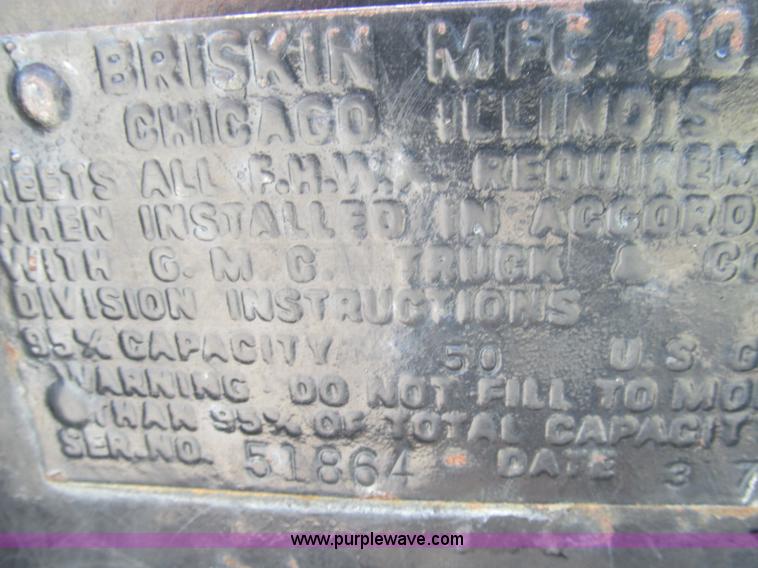 BRISKIN MFG. CO.
CHICAGO ILLINOIS
MEETS ALL F.H.W.A. REQUIREM
WHEN INSTALLED IN ACCORD
WITH G.M.C. TRUCK & CO
DIVISION INSTRUCTIONS
95% CAPACITY 50 U.S.G
WARNING DO NOT FILL TO MO
THAN 95% OF TOTAL CAPACIT
SER.NO. 51864 DATE 3 7
www.purplewave.com